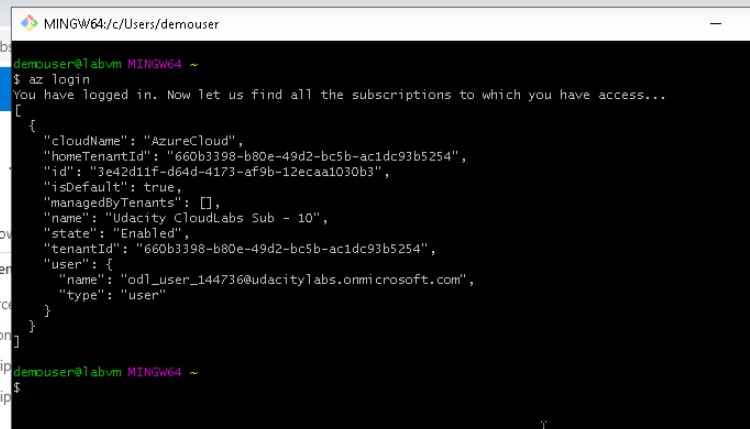 MINGW64:/c/Users/demouser
demouser@labvm MINGW64 ~
$ az login
You have logged in. Now let us find all the subscriptions to which you have access...
[
  {
    "cloudName": "AzureCloud",
    "homeTenantId": "660b3398-b80e-49d2-bc5b-ac1dc93b5254",
    "id": "3e42d11f-d64d-4173-af9b-12ecaa1030b3",
    "isDefault": true,
    "managedByTenants": [],
    "name": "Udacity CloudLabs Sub - 10",
    "state": "Enabled",
    "tenantId": "660b3398-b80e-49d2-bc5b-ac1dc93b5254",
    "user": {
      "name": "odl_user_144736@udacitylabs.onmicrosoft.com",
      "type": "user"
    }
  }
]
demouser@labvm MINGW64 ~
$